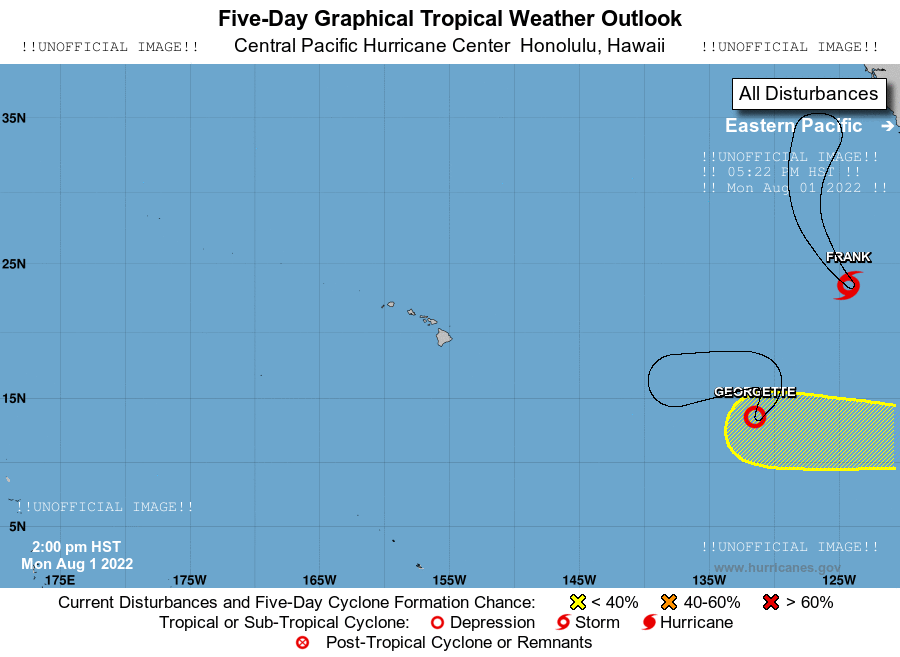 Five-Day Graphical Tropical Weather Outlook
!!UNOFFICIAL IMAGE!! Central Pacific Hurricane Center Honolulu, Hawaii !!UNOFFICIAL IMAGE!!
All Disturbances
35N
Eastern Pacific →
!!UNOFFICIAL IMAGE!!
!! 05:22 PM HST !!
!! Mon Aug 01 2022 !!
FRANK
25N
GEORGETTE
15N
!!UNOFFICIAL IMAGE!!
5N
2:00 pm HST
Mon Aug 1 2022
!!UNOFFICIAL IMAGE!!
www.hurricanes.gov
175E 175W 165W 155W 145W 135W 125W
Current Disturbances and Five-Day Cyclone Formation Chance: < 40% 40-60% > 60%
Tropical or Sub-Tropical Cyclone: Depression Storm Hurricane
Post-Tropical Cyclone or Remnants